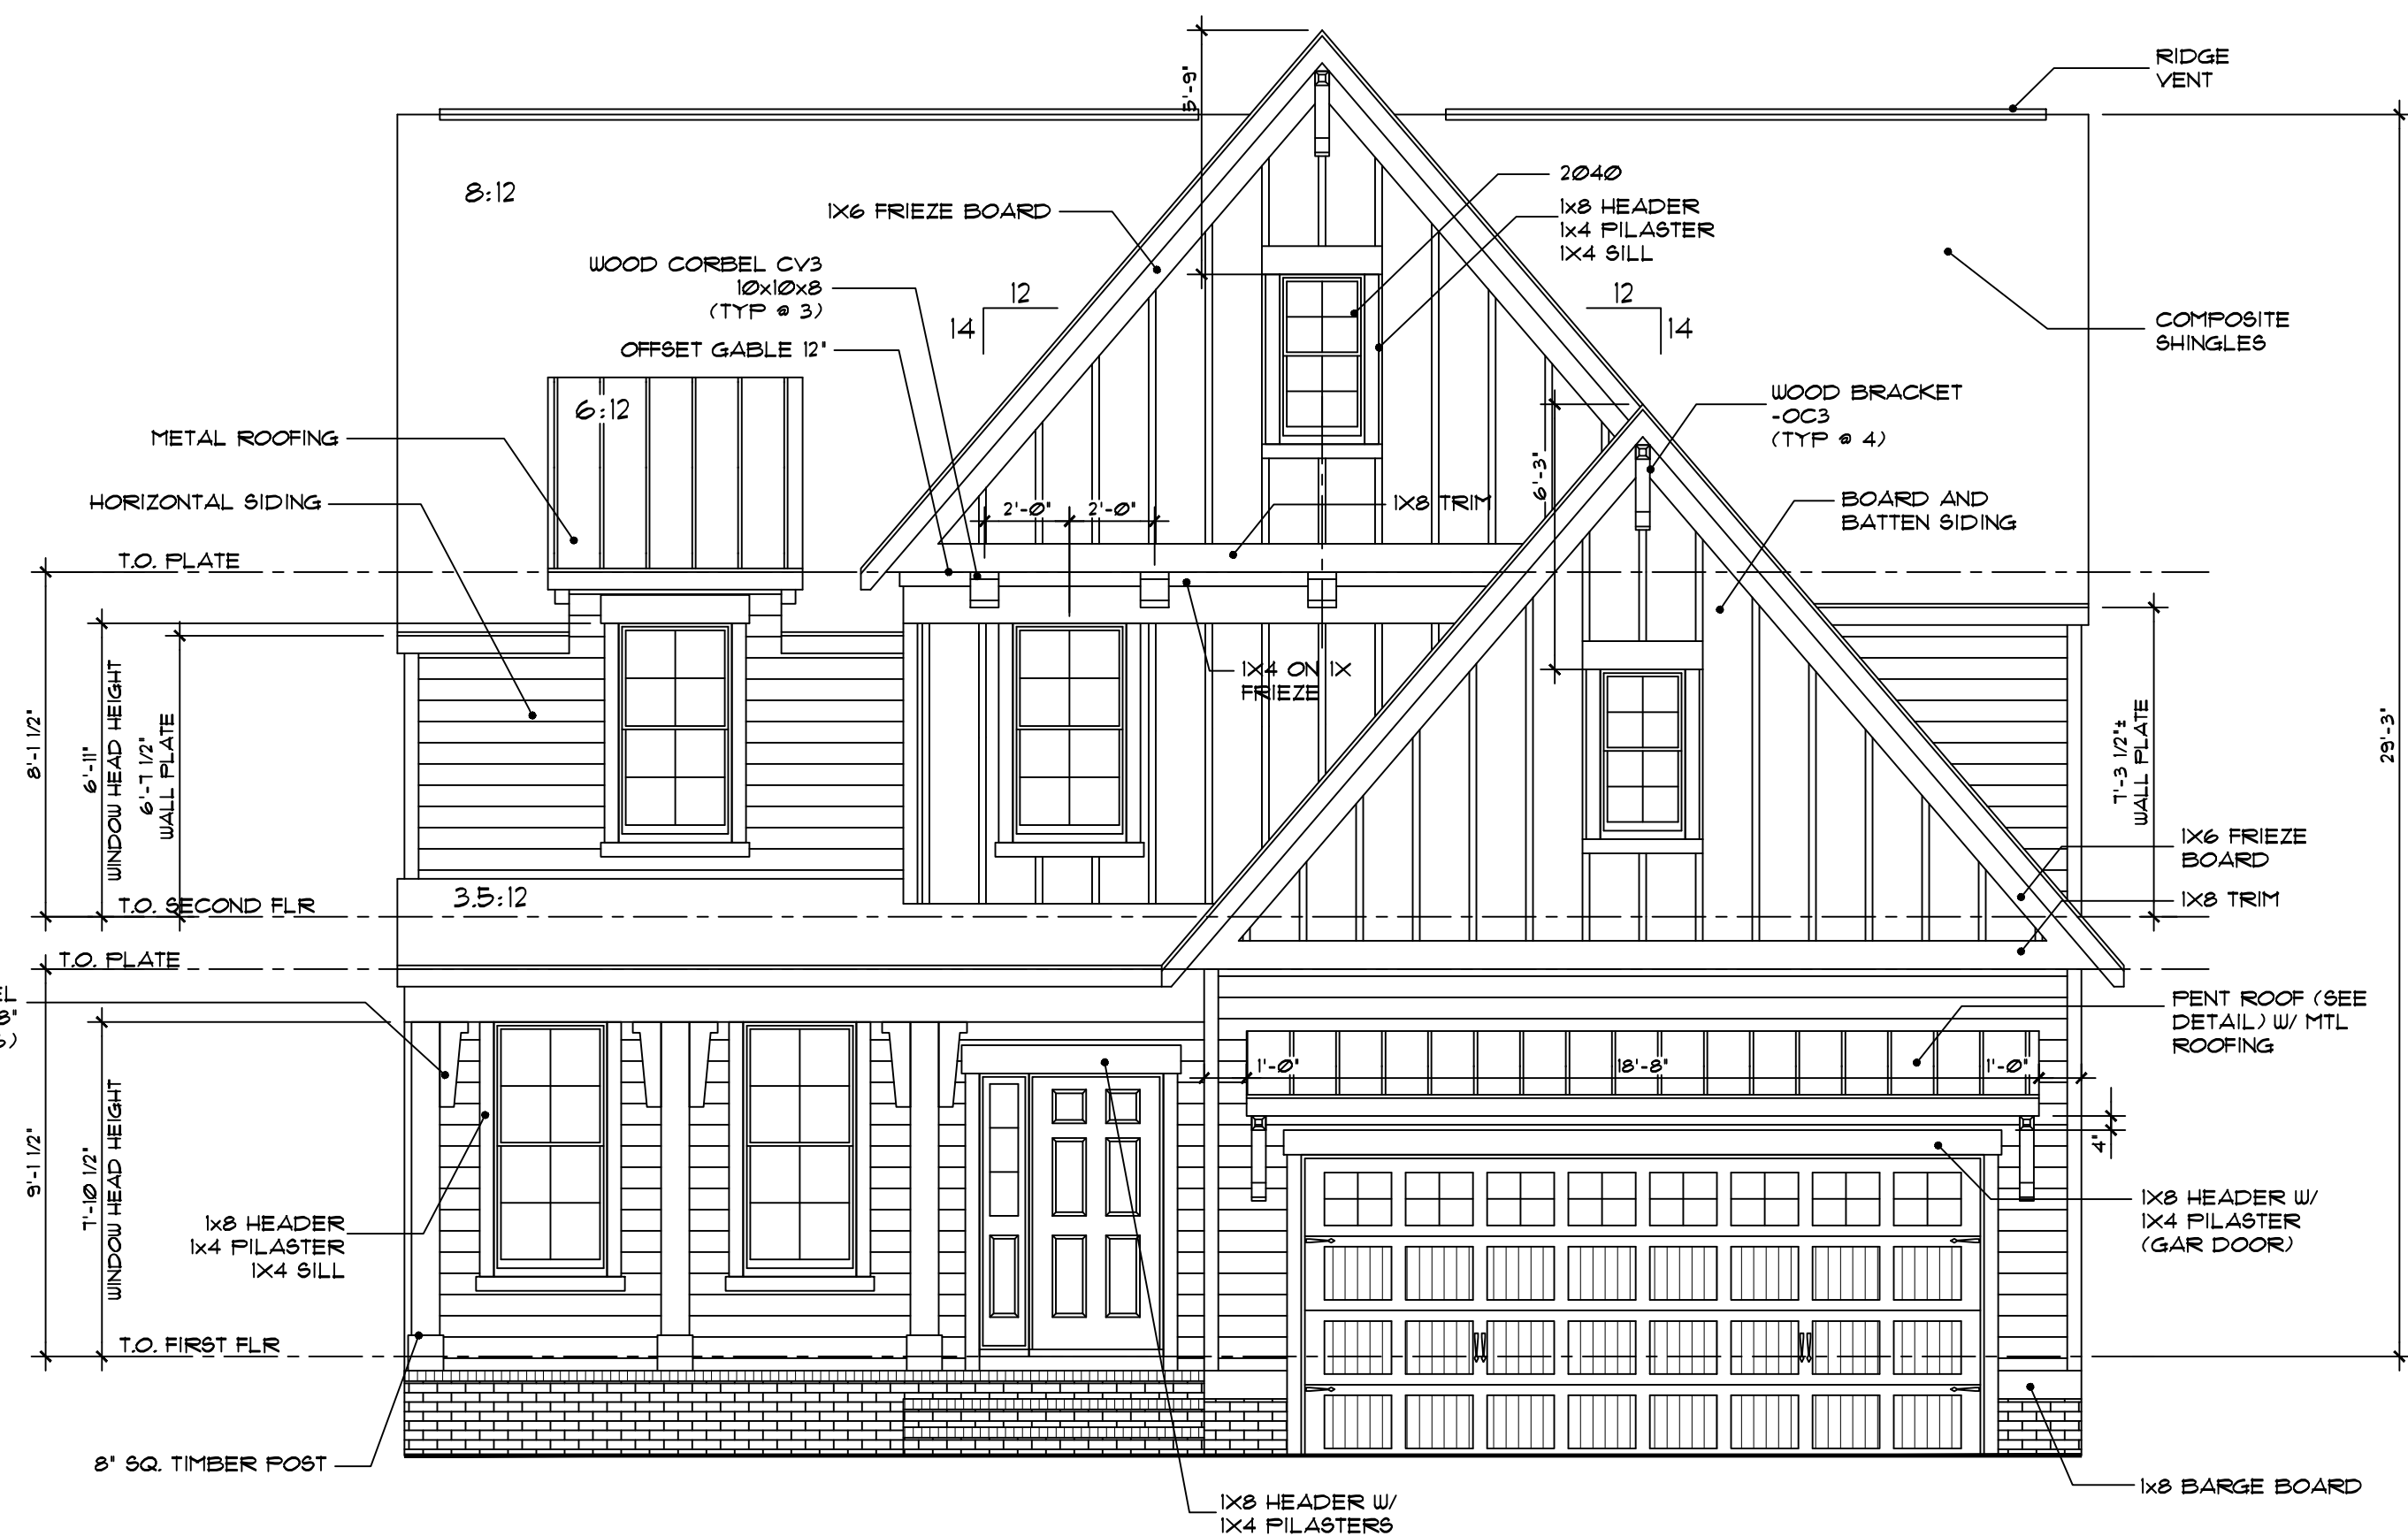 RIDGE
VENT
5'-9"
8:12
2040
1X6 FRIEZE BOARD
1x8 HEADER
1x4 PILASTER
1X4 SILL
WOOD CORBEL CV3
10x10x8
(TYP @ 3)
12
14
12
14
COMPOSITE
SHINGLES
OFFSET GABLE 12"
6:12
WOOD BRACKET
-OC3
(TYP @ 4)
METAL ROOFING
HORIZONTAL SIDING
6'-3"
2'-0"
2'-0"
1X8 TRIM
BOARD AND
BATTEN SIDING
T.O. PLATE
1X4 ON 1X
FRIEZE
8'-1 1/2"
6'-11"
WINDOW HEAD HEIGHT
6'-7 1/2"
WALL PLATE
7'-3 1/2"±
WALL PLATE
29'-3"
1X6 FRIEZE
BOARD
1X8 TRIM
3.5:12
T.O. SECOND FLR
T.O. PLATE
8"
PENT ROOF (SEE
DETAIL) W/ MTL
ROOFING
1'-0"
18'-8"
1'-0"
4"
9'-1 1/2"
7'-10 1/2"
WINDOW HEAD HEIGHT
1x8 HEADER
1x4 PILASTER
1X4 SILL
1X8 HEADER W/
1X4 PILASTER
(GAR DOOR)
T.O. FIRST FLR
8" SQ. TIMBER POST
1X8 HEADER W/
1X4 PILASTERS
1x8 BARGE BOARD